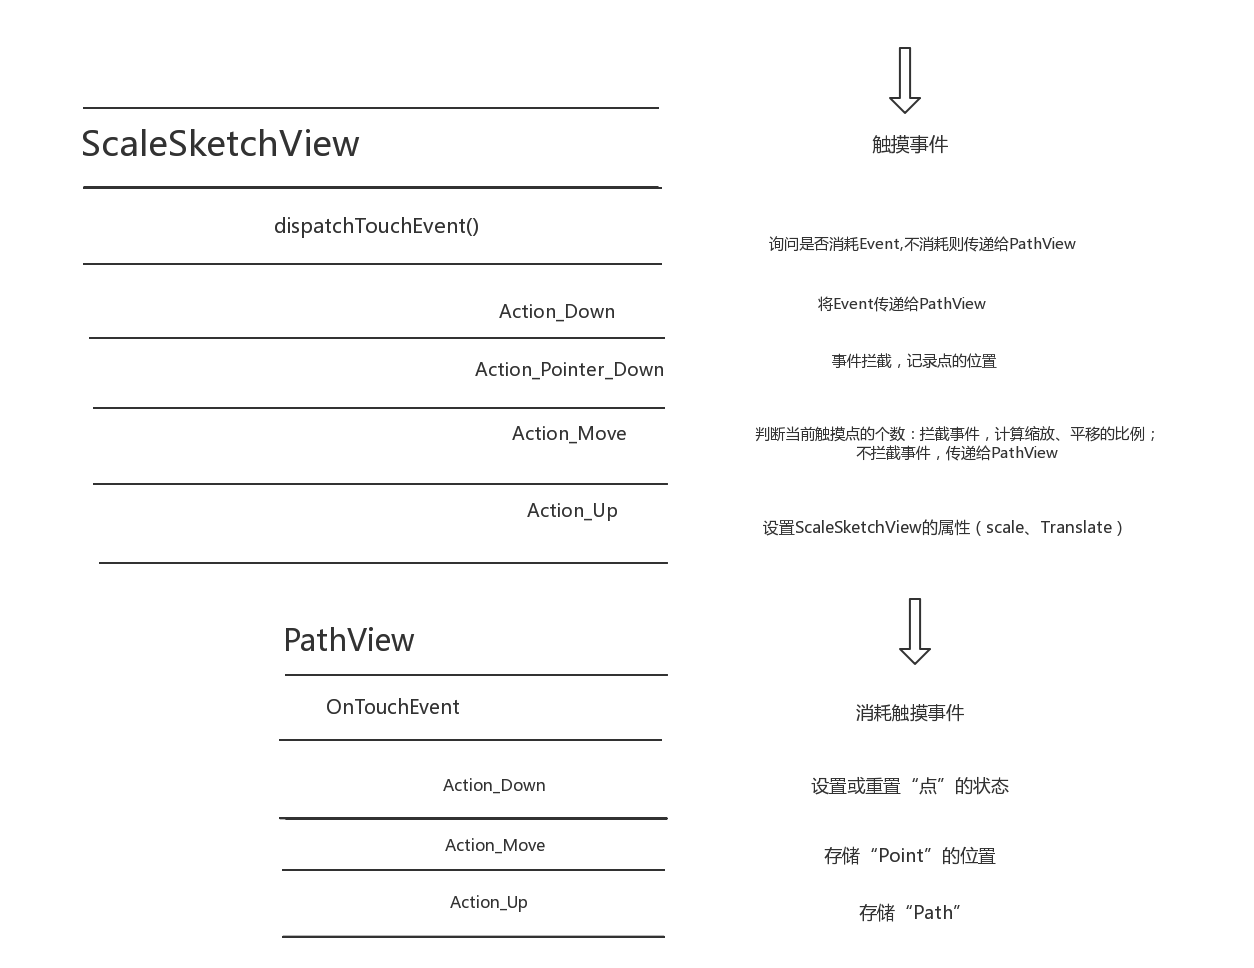 ScaleSketchView
触摸事件
dispatchTouchEvent()
询问是否消耗Event,不消耗则传递给PathView
Action_Down
将Event传递给PathView
Action_Pointer_Down
事件拦截，记录点的位置
Action_Move
判断当前触摸点的个数：拦截事件，计算缩放、平移的比例；
不拦截事件，传递给PathView
Action_Up
设置ScaleSketchView的属性（scale、Translate）
PathView
OnTouchEvent
消耗触摸事件
Action_Down
设置或重置“点”的状态
Action_Move
存储“Point”的位置
Action_Up
存储“Path”